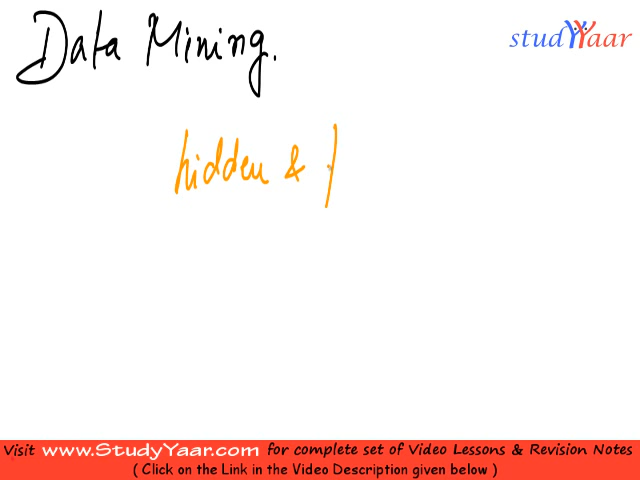 Data Mining.
studYYaar
hidden &
Visit www.StudyYaar.com for complete set of Video Lessons & Revision Notes
( Click on the Link in the Video Description given below )